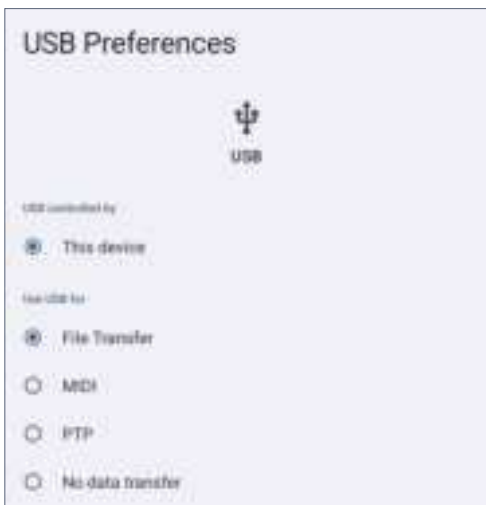 USB Preferences
USB
USB controlled by
This device
Use USB for
File Transfer
MIDI
PTP
No data transfer